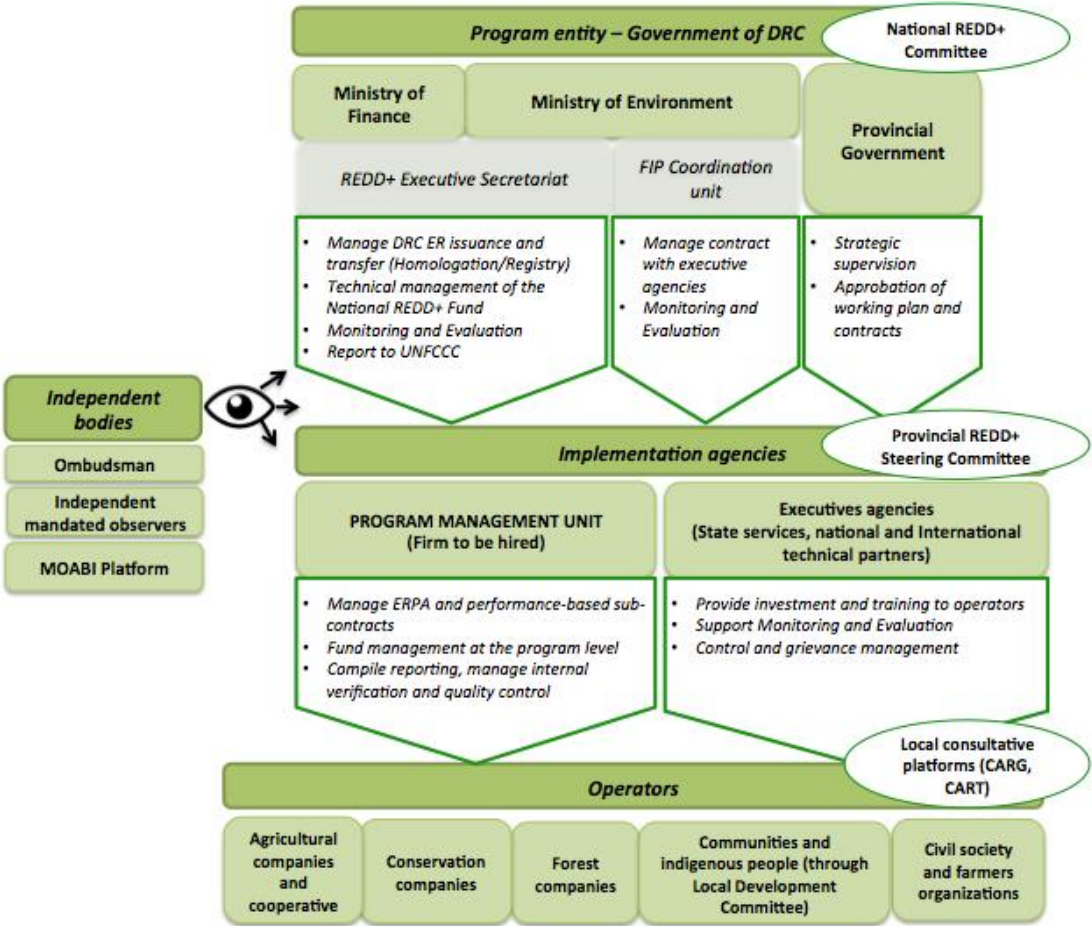 Program entity – Government of DRC
National REDD+
Committee
Ministry of
Finance
Ministry of Environment
Provincial
Government
REDD+ Executive Secretariat
FIP Coordination
unit
• Manage DRC ER issuance and
transfer (Homologation/Registry)
• Technical management of the
National REDD+ Fund
• Monitoring and Evaluation
• Report to UNFCCC
• Manage contract
with executive
agencies
• Monitoring and
Evaluation
• Strategic
supervision
• Approbation of
working plan and
contracts
Independent
bodies
Ombudsman
Independent
mandated observers
MOABI Platform
Implementation agencies
Provincial REDD+
Steering Committee
PROGRAM MANAGEMENT UNIT
(Firm to be hired)
Executives agencies
(State services, national and International
technical partners)
• Manage ERPA and performance-based sub-
contracts
• Fund management at the program level
• Compile reporting, manage internal
verification and quality control
• Provide investment and training to operators
• Support Monitoring and Evaluation
• Control and grievance management
Local consultative
platforms (CARG,
CART)
Operators
Agricultural
companies
and
cooperative
Conservation
companies
Forest
companies
Communities and
indigenous people (through
Local Development
Committee)
Civil society
and farmers
organizations